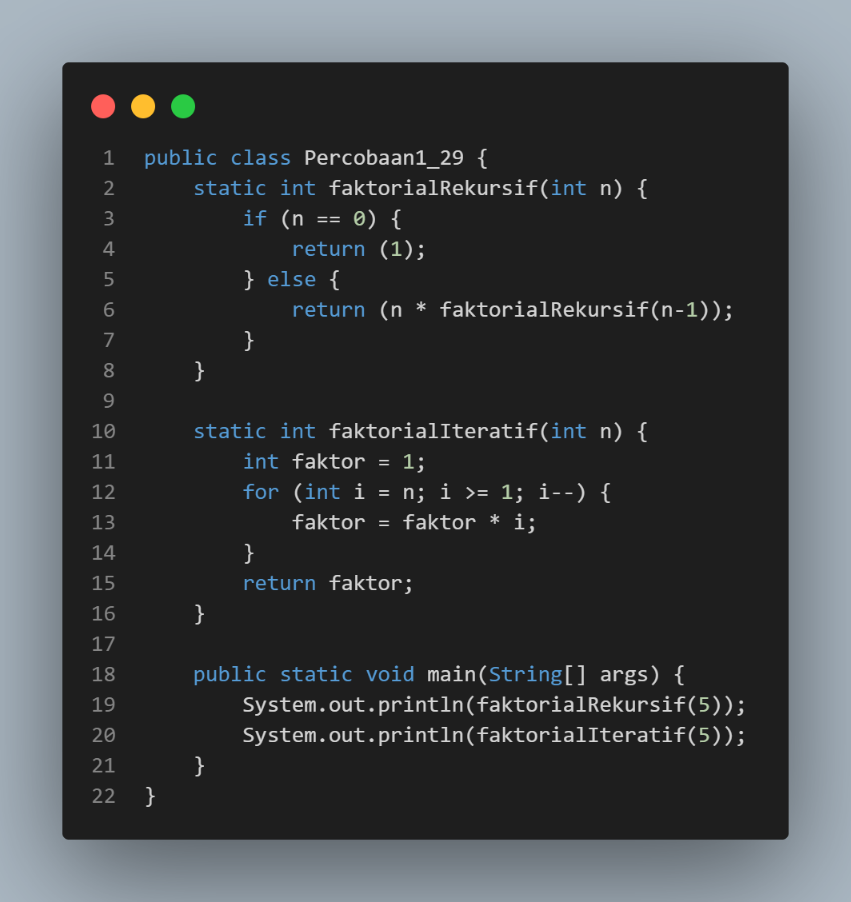 1 public class Percobaan1_29 {
2     static int faktorialRekursif(int n) {
3         if (n == 0) {
4             return (1);
5         } else {
6             return (n * faktorialRekursif(n-1));
7         }
8     }
9
10     static int faktorialIteratif(int n) {
11         int faktor = 1;
12         for (int i = n; i >= 1; i--) {
13             faktor = faktor * i;
14         }
15         return faktor;
16     }
17
18     public static void main(String[] args) {
19         System.out.println(faktorialRekursif(5));
20         System.out.println(faktorialIteratif(5));
21     }
22 }